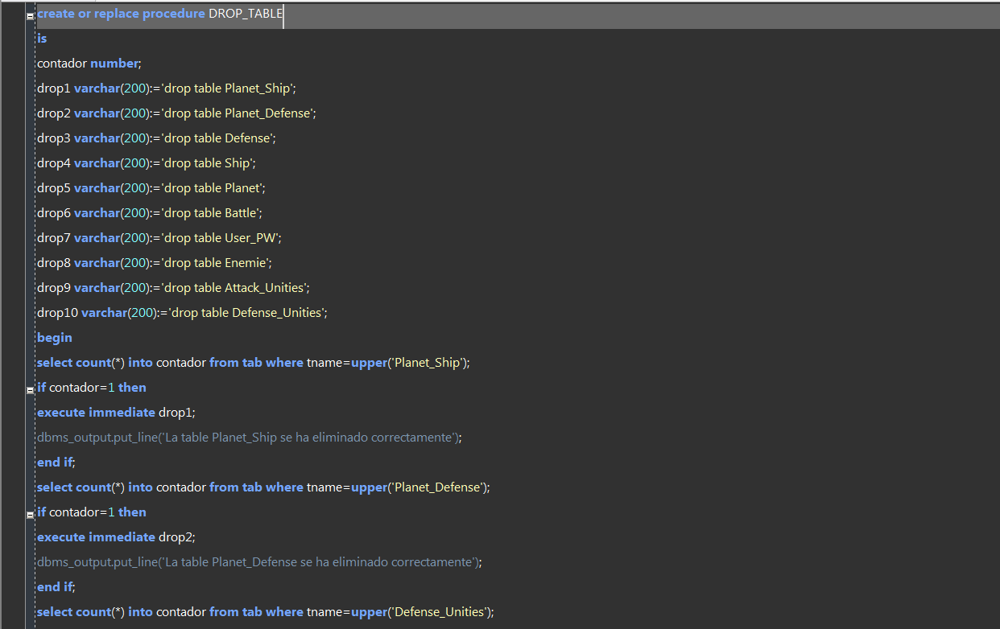 create or replace procedure DROP_TABLE
is
contador number;
drop1 varchar(200):='drop table Planet_Ship';
drop2 varchar(200):='drop table Planet_Defense';
drop3 varchar(200):='drop table Defense';
drop4 varchar(200):='drop table Ship';
drop5 varchar(200):='drop table Planet';
drop6 varchar(200):='drop table Battle';
drop7 varchar(200):='drop table User_PW';
drop8 varchar(200):='drop table Enemie';
drop9 varchar(200):='drop table Attack_Unities';
drop10 varchar(200):='drop table Defense_Unities';
begin
select count(*) into contador from tab where tname=upper('Planet_Ship');
if contador=1 then
execute immediate drop1;
dbms_output.put_line('La table Planet_Ship se ha eliminado correctamente');
end if;
select count(*) into contador from tab where tname=upper('Planet_Defense');
if contador=1 then
execute immediate drop2;
dbms_output.put_line('La table Planet_Defense se ha eliminado correctamente');
end if;
select count(*) into contador from tab where tname=upper('Defense_Unities');